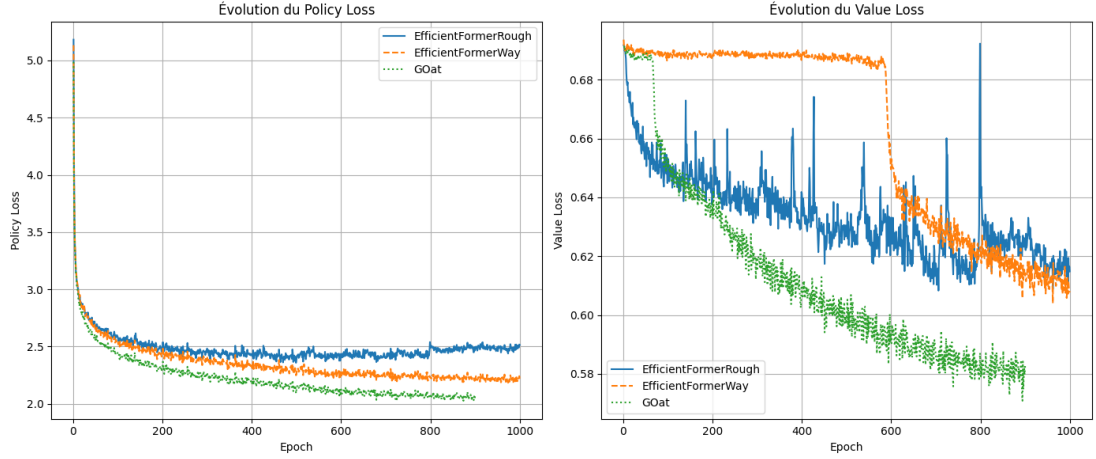 Évolution du Policy Loss
5.0
4.5
4.0
3.5
3.0
2.5
2.0
Policy Loss
EfficientFormerRough
EfficientFormerWay
GOat
0 200 400 600 800 1000
Epoch
Évolution du Value Loss
0.68
0.66
0.64
0.62
0.60
0.58
Value Loss
EfficientFormerRough
EfficientFormerWay
GOat
0 200 400 600 800 1000
Epoch